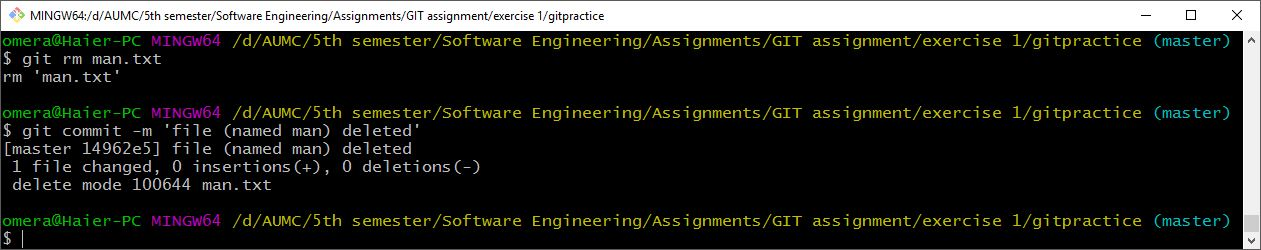 MINGW64:/d/AUMC/5th semester/Software Engineering/Assignments/GIT assignment/exercise 1/gitpractice
omera@Haier-PC MINGW64 /d/AUMC/5th semester/Software Engineering/Assignments/GIT assignment/exercise 1/gitpractice (master)
$ git rm man.txt
rm 'man.txt'
omera@Haier-PC MINGW64 /d/AUMC/5th semester/Software Engineering/Assignments/GIT assignment/exercise 1/gitpractice (master)
$ git commit -m 'file (named man) deleted'
[master 14962e5] file (named man) deleted
 1 file changed, 0 insertions(+), 0 deletions(-)
 delete mode 100644 man.txt
omera@Haier-PC MINGW64 /d/AUMC/5th semester/Software Engineering/Assignments/GIT assignment/exercise 1/gitpractice (master)
$